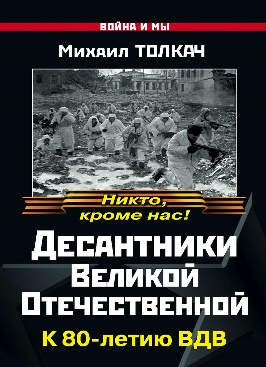 ВОЙНА И МЫ
Михаил ТОЛКАЧ
Никто,
кроме нас!
ДЕСАНТНИКИ
ВЕЛИКОЙ
ОТЕЧЕСТВЕННОЙ
К 80-летию ВДВ